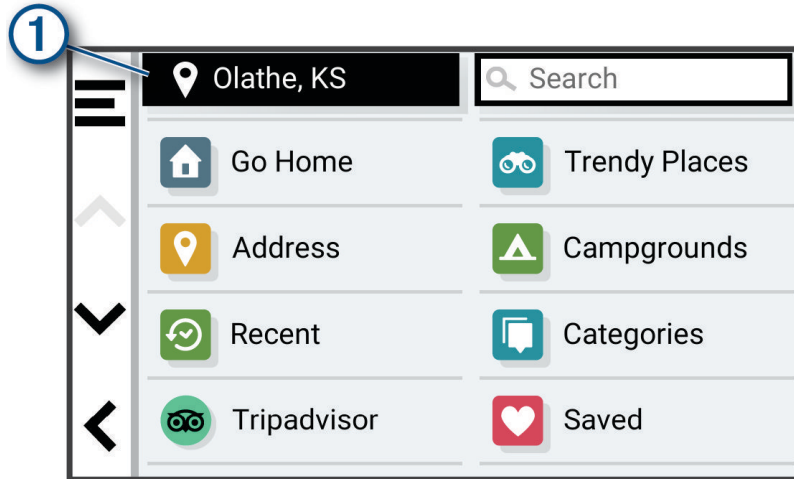 1
Olathe, KS
Search
Go Home
Trendy Places
Address
Campgrounds
Recent
Categories
Tripadvisor
Saved